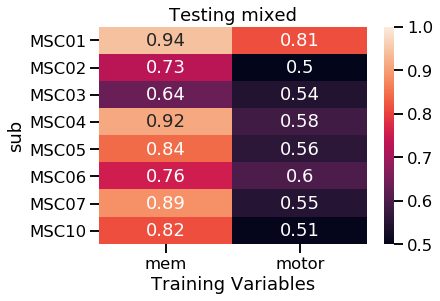 Testing mixed
sub
MSC01 0.94 0.81
MSC02 0.73 0.5
MSC03 0.64 0.54
MSC04 0.92 0.58
MSC05 0.84 0.56
MSC06 0.76 0.6
MSC07 0.89 0.55
MSC10 0.82 0.51
mem motor
Training Variables
1.0
0.9
0.8
0.7
0.6
0.5